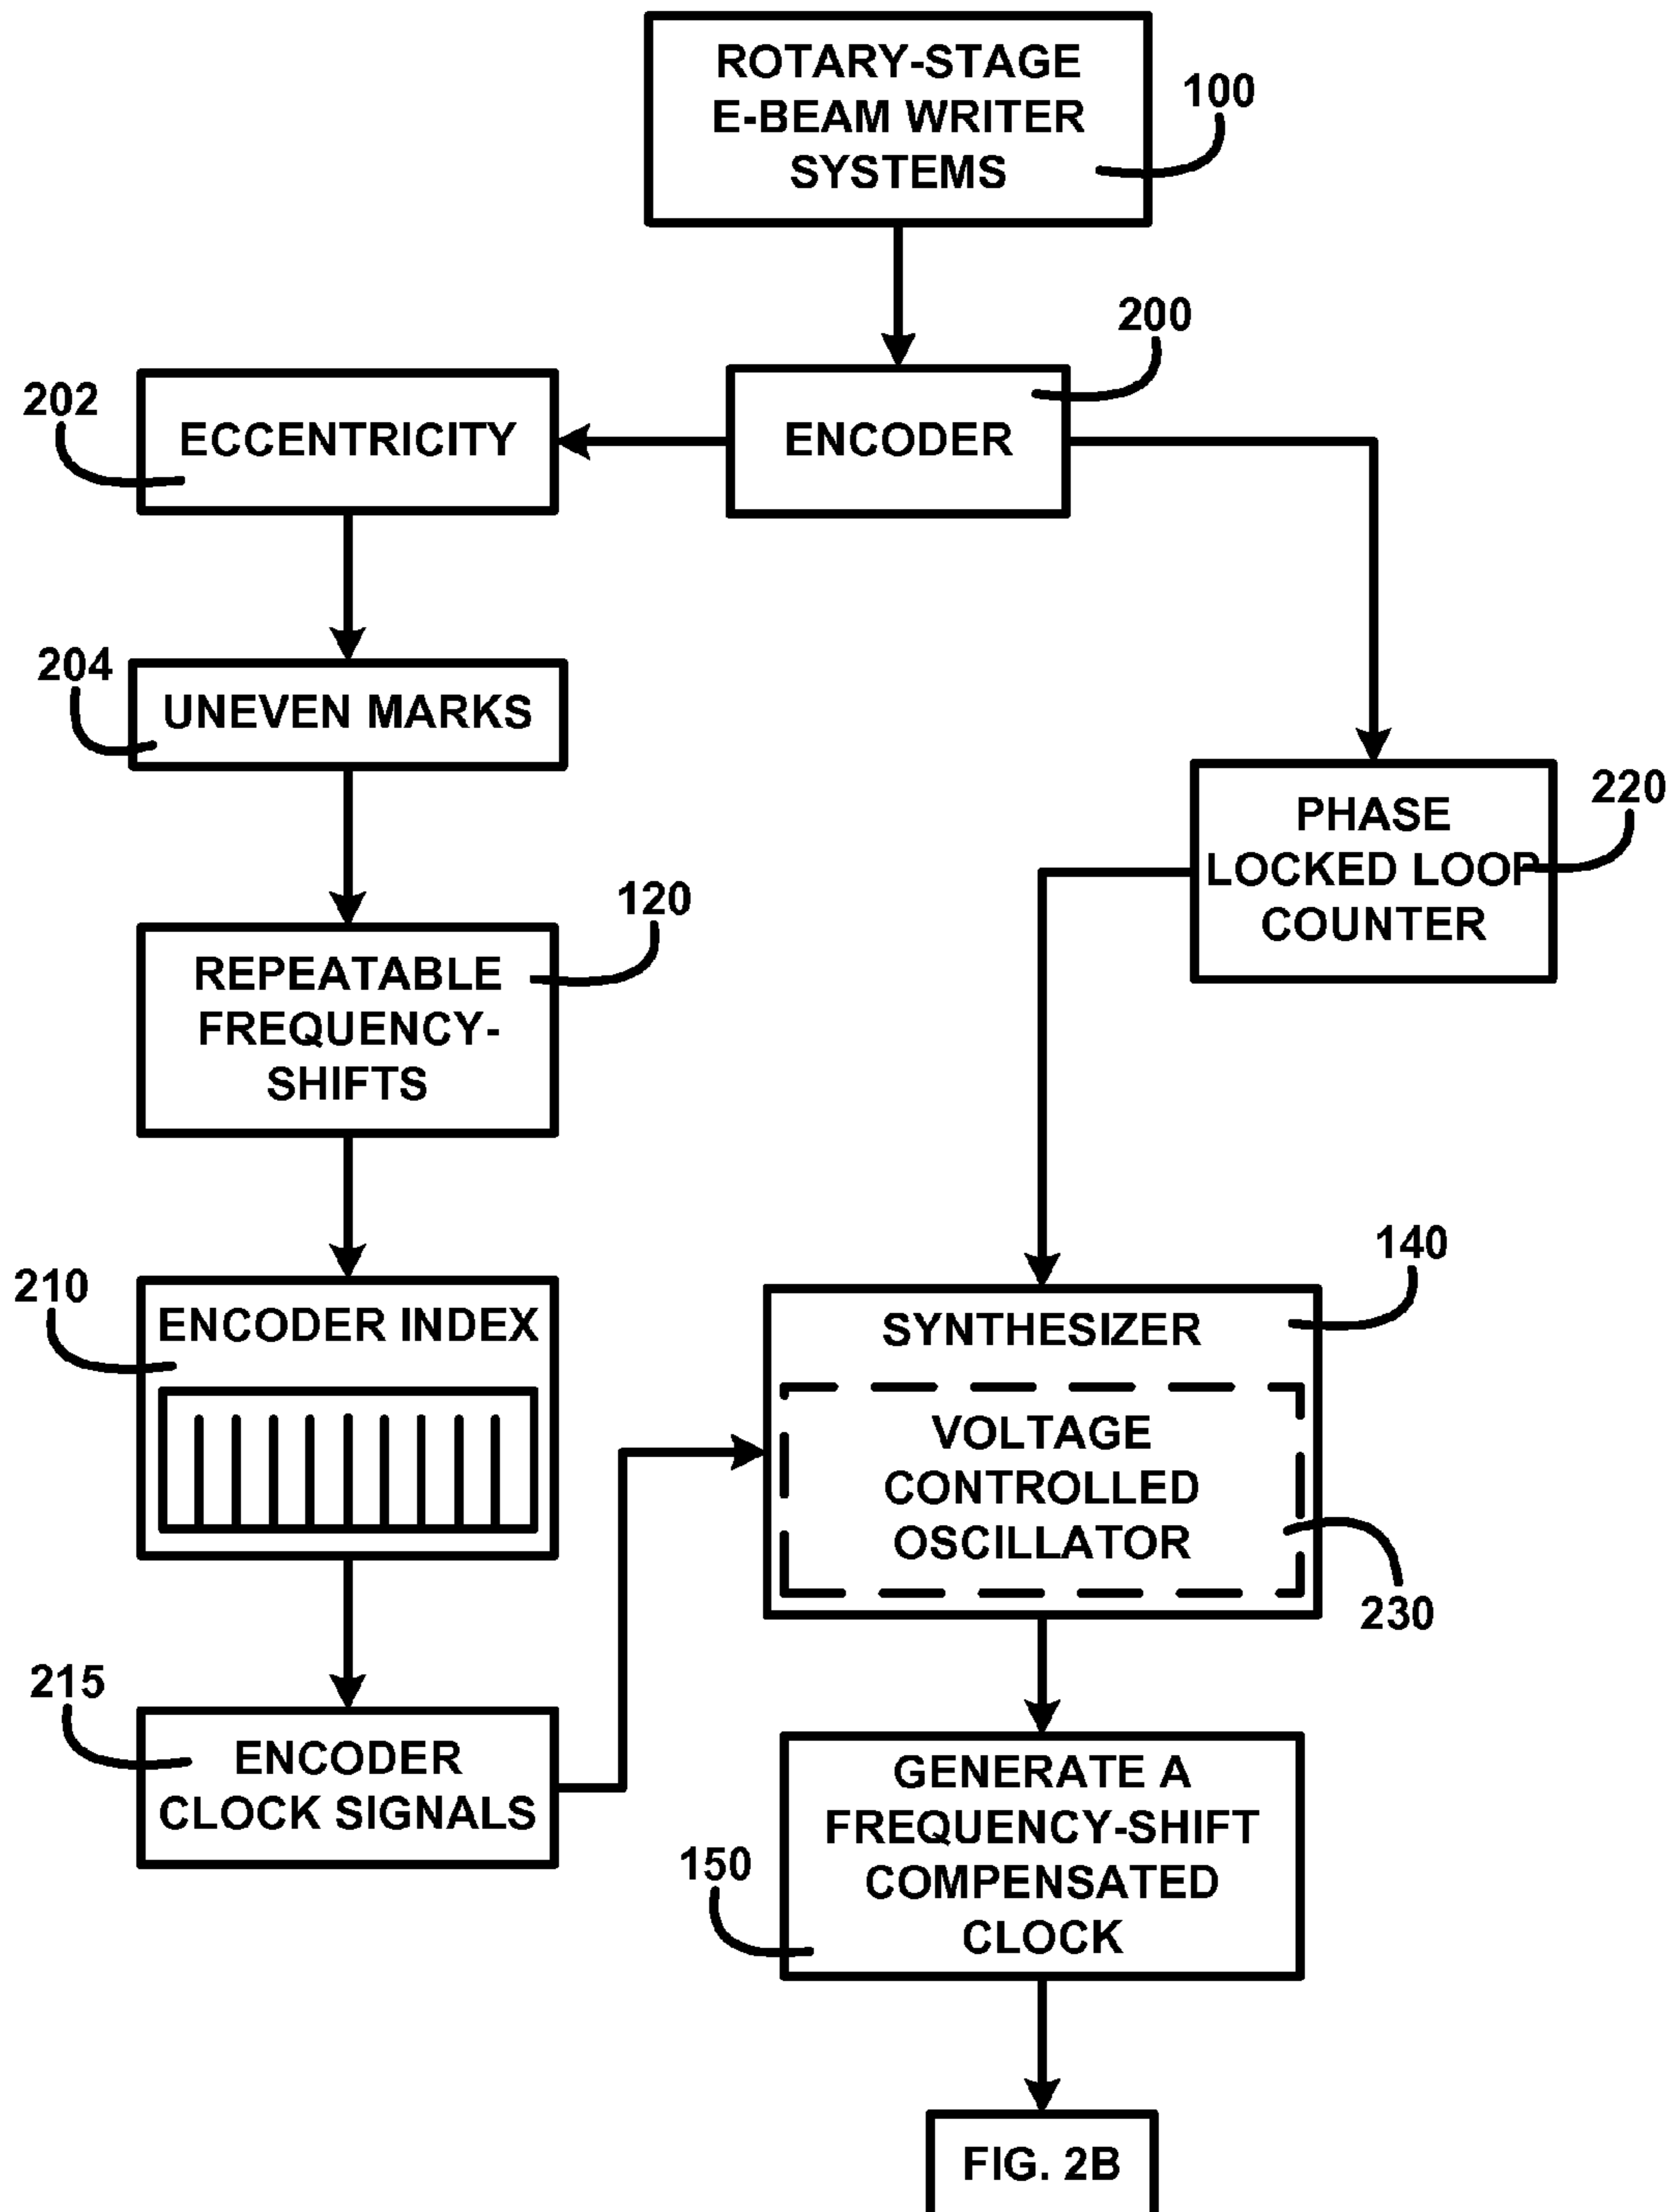 ROTARY-STAGE
E-BEAM WRITER
SYSTEMS
100
200
202
ECCENTRICITY
ENCODER
204
UNEVEN MARKS
220
PHASE
LOCKED LOOP
COUNTER
120
REPEATABLE
FREQUENCY-
SHIFTS
140
210
ENCODER INDEX
SYNTHESIZER
VOLTAGE
CONTROLLED
OSCILLATOR
230
215
ENCODER
CLOCK SIGNALS
GENERATE A
FREQUENCY-SHIFT
COMPENSATED
CLOCK
150
FIG. 2B